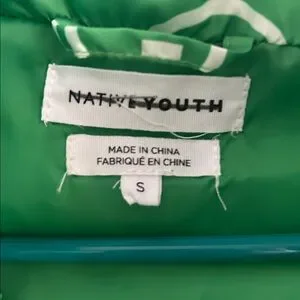 NATIVE YOUTH
MADE IN CHINA
FABRIQUÉ EN CHINE
S